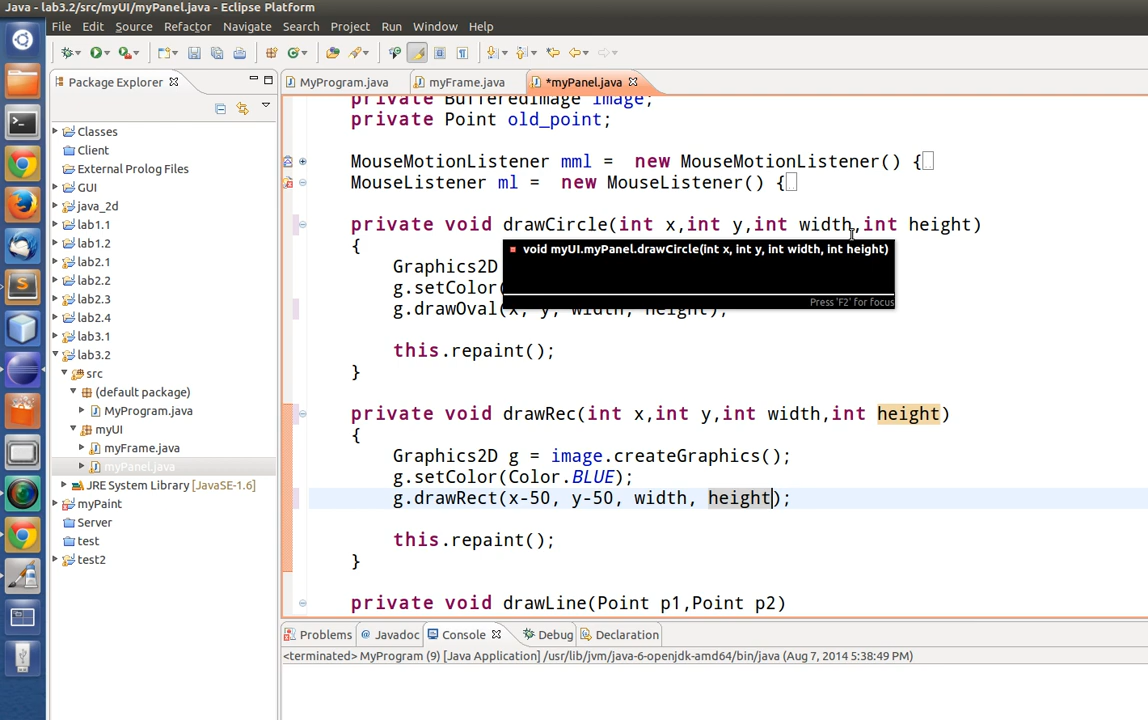 Java - lab3.2/src/myUI/myPanel.java - Eclipse Platform
File Edit Source Refactor Navigate Search Project Run Window Help
Package Explorer
MyProgram.java myFrame.java *myPanel.java
Classes
Client
External Prolog Files
GUI
java_2d
lab1.1
lab1.2
lab2.1
lab2.2
lab2.3
lab2.4
lab3.1
lab3.2
src
(default package)
MyProgram.java
myUI
myFrame.java
myPanel.java
JRE System Library [JavaSE-1.6]
myPaint
Server
test
test2
private BufferedImage image;
private Point old_point;
MouseMotionListener mml =  new MouseMotionListener() {
MouseListener ml =  new MouseListener() {
private void drawCircle(int x,int y,int width,int height)
{
void myUI.myPanel.drawCircle(int x, int y, int width, int height)
Graphics2D
g.setColor(
Press 'F2' for focus
g.drawOval(x, y, width, height);
this.repaint();
}
private void drawRec(int x,int y,int width,int height)
{
Graphics2D g = image.createGraphics();
g.setColor(Color.BLUE);
g.drawRect(x-50, y-50, width, height);
this.repaint();
}
private void drawLine(Point p1,Point p2)
Problems Javadoc Console Debug Declaration
<terminated> MyProgram (9) [Java Application] /usr/lib/jvm/java-6-openjdk-amd64/bin/java (Aug 7, 2014 5:38:49 PM)